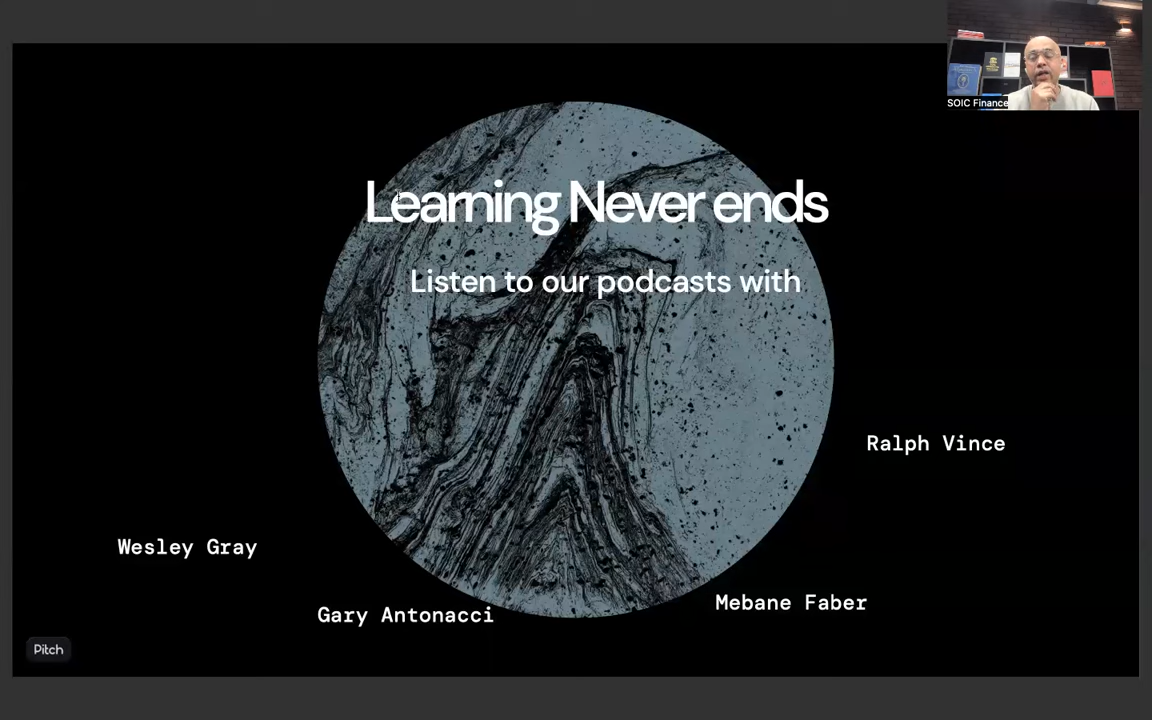 SOIC Finance
Learning Never ends
Listen to our podcasts with
Ralph Vince
Wesley Gray
Mebane Faber
Gary Antonacci
Pitch